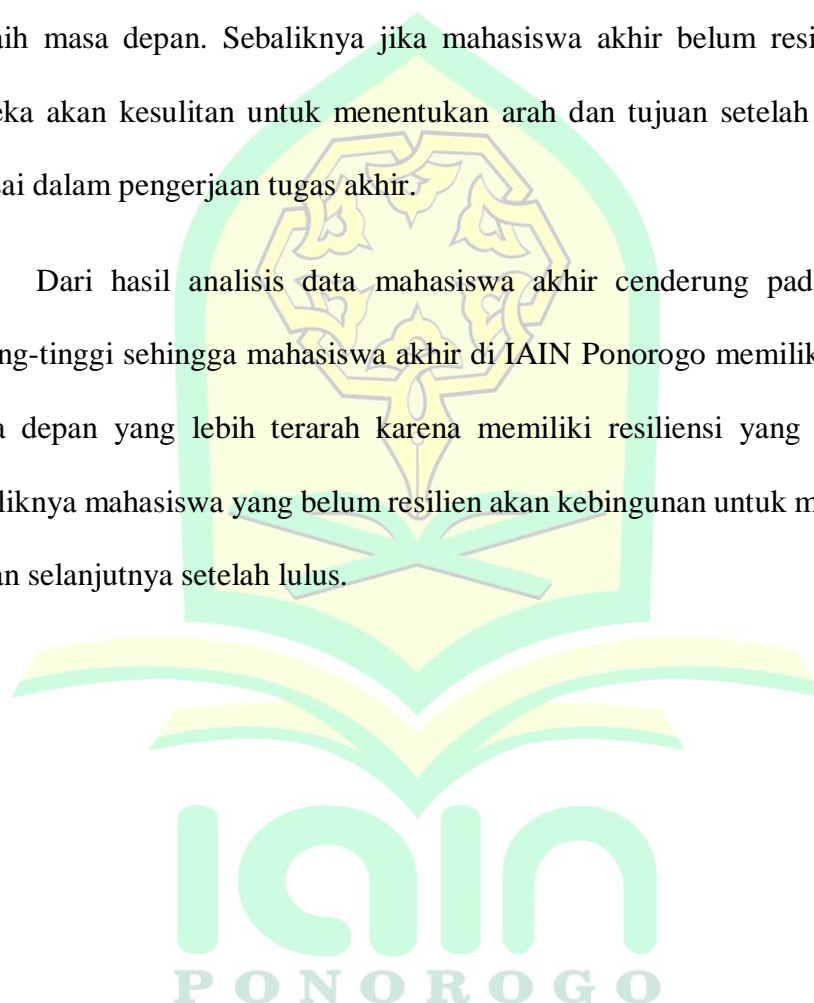 aih masa depan. Sebaliknya jika mahasiswa akhir belum resi
eka akan kesulitan untuk menentukan arah dan tujuan setelah
sai dalam pengerjaan tugas akhir.
Dari hasil analisis data mahasiswa akhir cenderung pad
ng-tinggi sehingga mahasiswa akhir di IAIN Ponorogo memilik
a depan yang lebih terarah karena memiliki resiliensi yang
liknya mahasiswa yang belum resilien akan kebingunan untuk m
an selanjutnya setelah lulus.
IAIN
PONOROGO